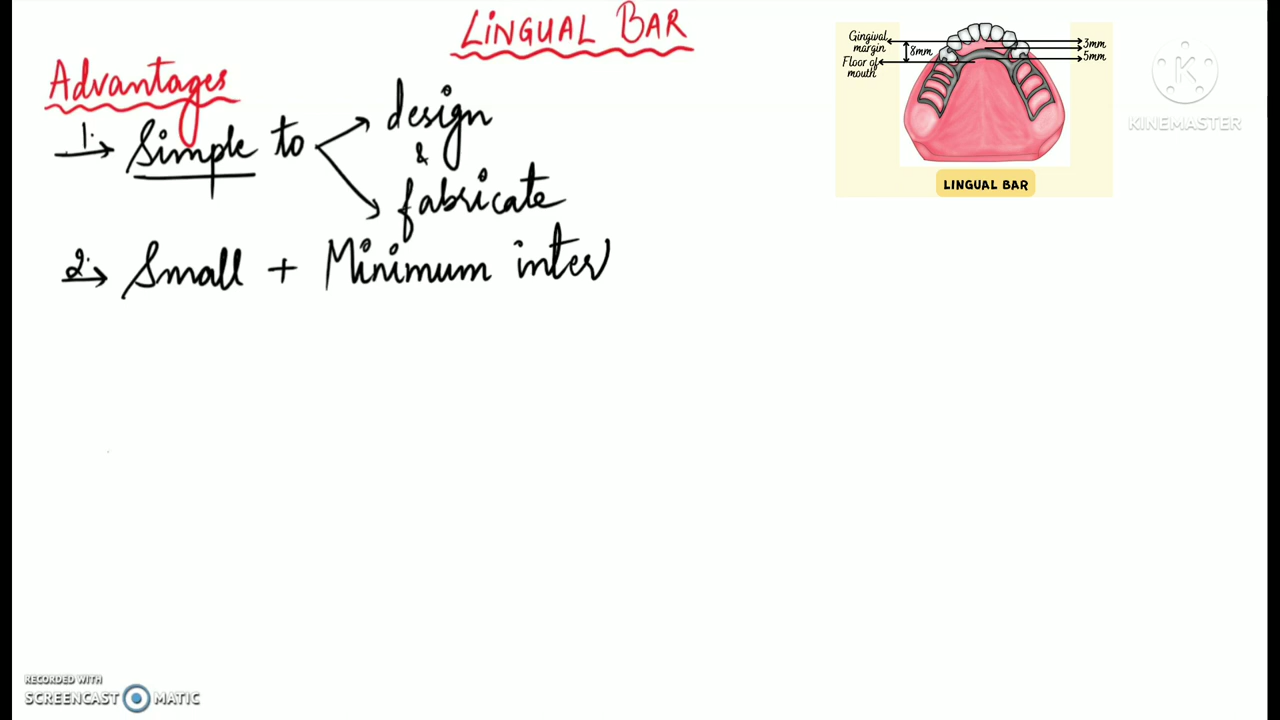 LINGUAL BAR
Advantages
1. → Simple to
design
&
fabricate
2. → Small + Minimum inter
Gingival
margin
8mm
3mm
Floor of
mouth
5mm
LINGUAL BAR
K
KINEMASTER
RECORDED WITH
SCREENCAST MATIC